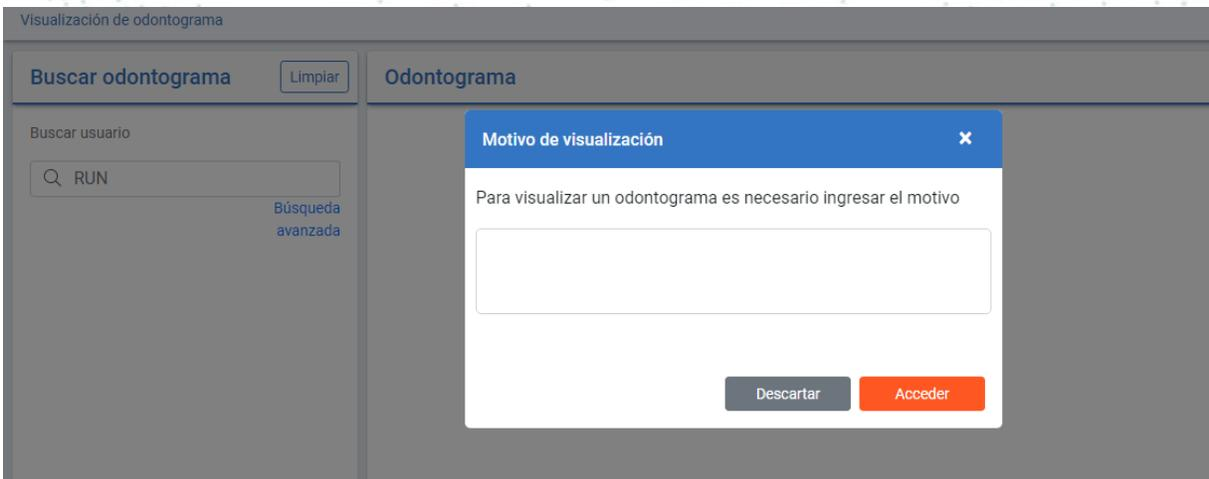 Visualización de odontograma
Buscar odontograma
Limpiar
Odontograma
Buscar usuario
RUN
Búsqueda
avanzada
Motivo de visualización
×
Para visualizar un odontograma es necesario ingresar el motivo
Descartar
Acceder